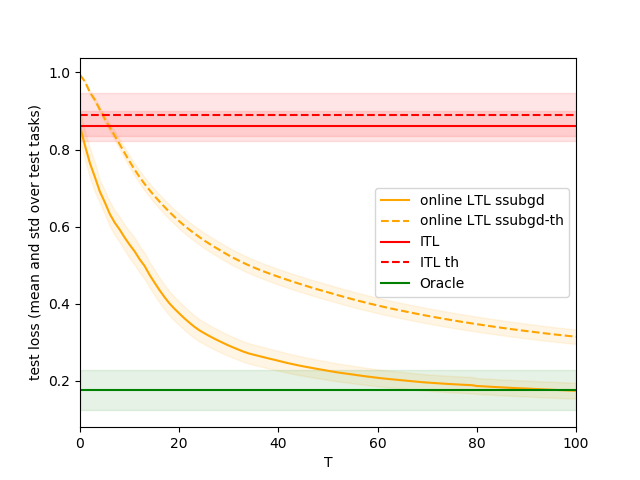 1.0
0.8
0.6
0.4
0.2
test loss (mean and std over test tasks)
online LTL ssubgd
online LTL ssubgd-th
ITL
ITL th
Oracle
0 20 40 60 80 100
T